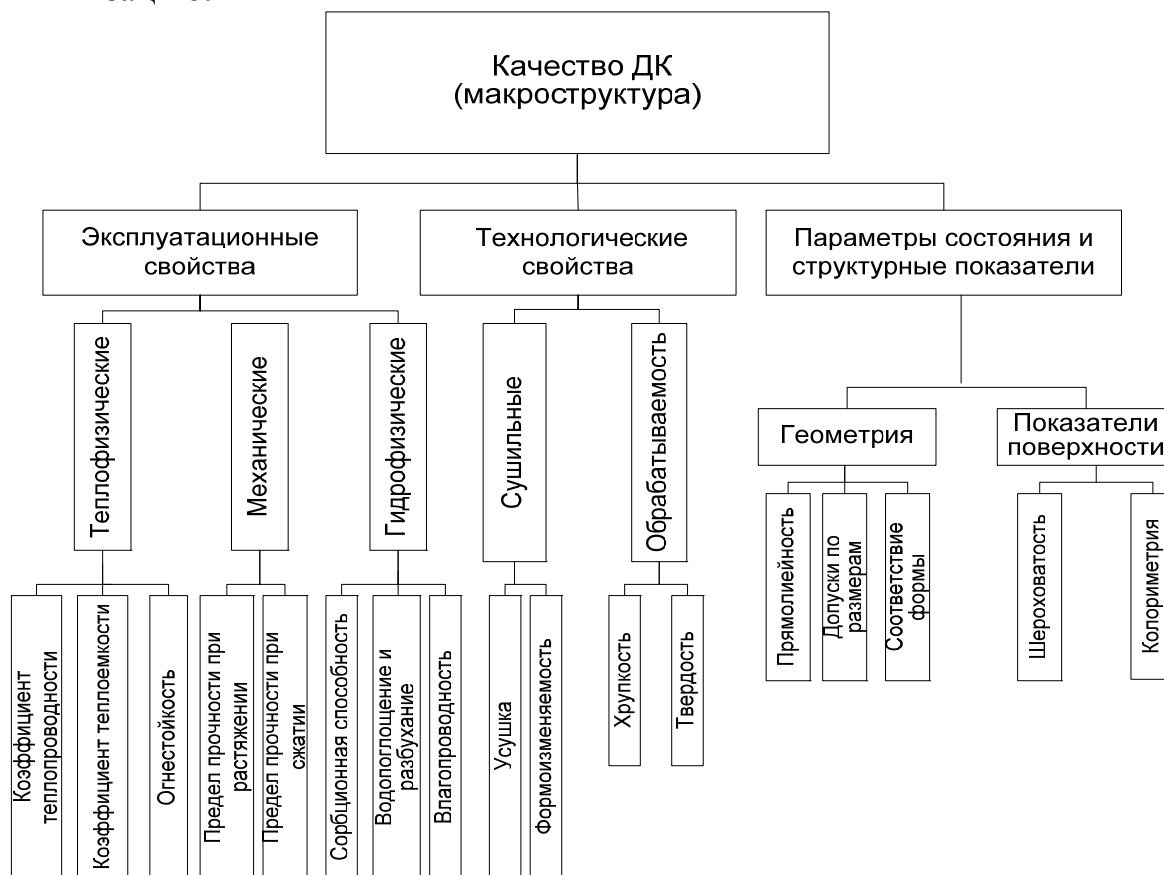 Качество ДК
(макроструктура)
Эксплуатационные
свойства
Технологические
свойства
Параметры состояния и
структурные показатели
Теплофизические
Механические
Гидрофизические
Сушильные
Обрабатываемость
Геометрия
Показатели
поверхности
Коэффициент
теплопроводности
Коэффициент теплоемкости
Огнестойкость
Предел прочности при
растяжении
Предел прочности при
сжатии
Сорбционная способность
Водопоглощение и
разбухание
Влагопроводность
Усушка
Формоизменяемость
Хрупкость
Твердость
Прямолиейность
Допуски по
размерам
Соответствие
формы
Шероховатость
Колориметрия